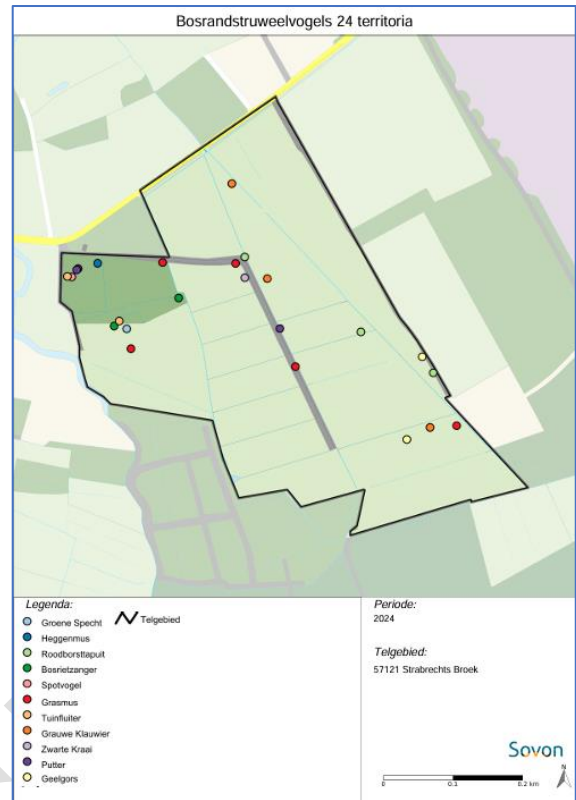 Bosrandstruweelvogels 24 territoria
Legenda:
Groene Specht
Telgebied
Heggenmus
Roodborsttapuit
Bosrietzanger
Spotvogel
Grasmus
Tuinfluiter
Grauwe Klauwier
Zwarte Kraai
Putter
Geelgors
Periode:
2024
Telgebied:
57121 Strabrechts Broek
Sovon
N
0 0.1 0.2 km